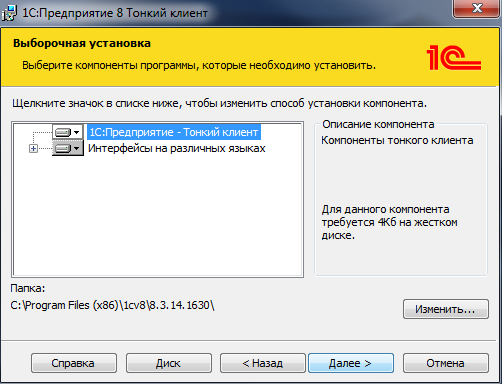 1С:Предприятие 8 Тонкий клиент
Выборочная установка
Выберите компоненты программы, которые необходимо установить.
1С
Щелкните значок в списке ниже, чтобы изменить способ установки компонента.
1С:Предприятие - Тонкий клиент
Интерфейсы на различных языках
Описание компонента
Компоненты тонкого клиента
Для данного компонента
требуется 4Кб на жестком
диске.
Папка:
C:\Program Files (x86)\1cv8\8.3.14.1630\
Изменить...
Справка
Диск
< Назад
Далее >
Отмена